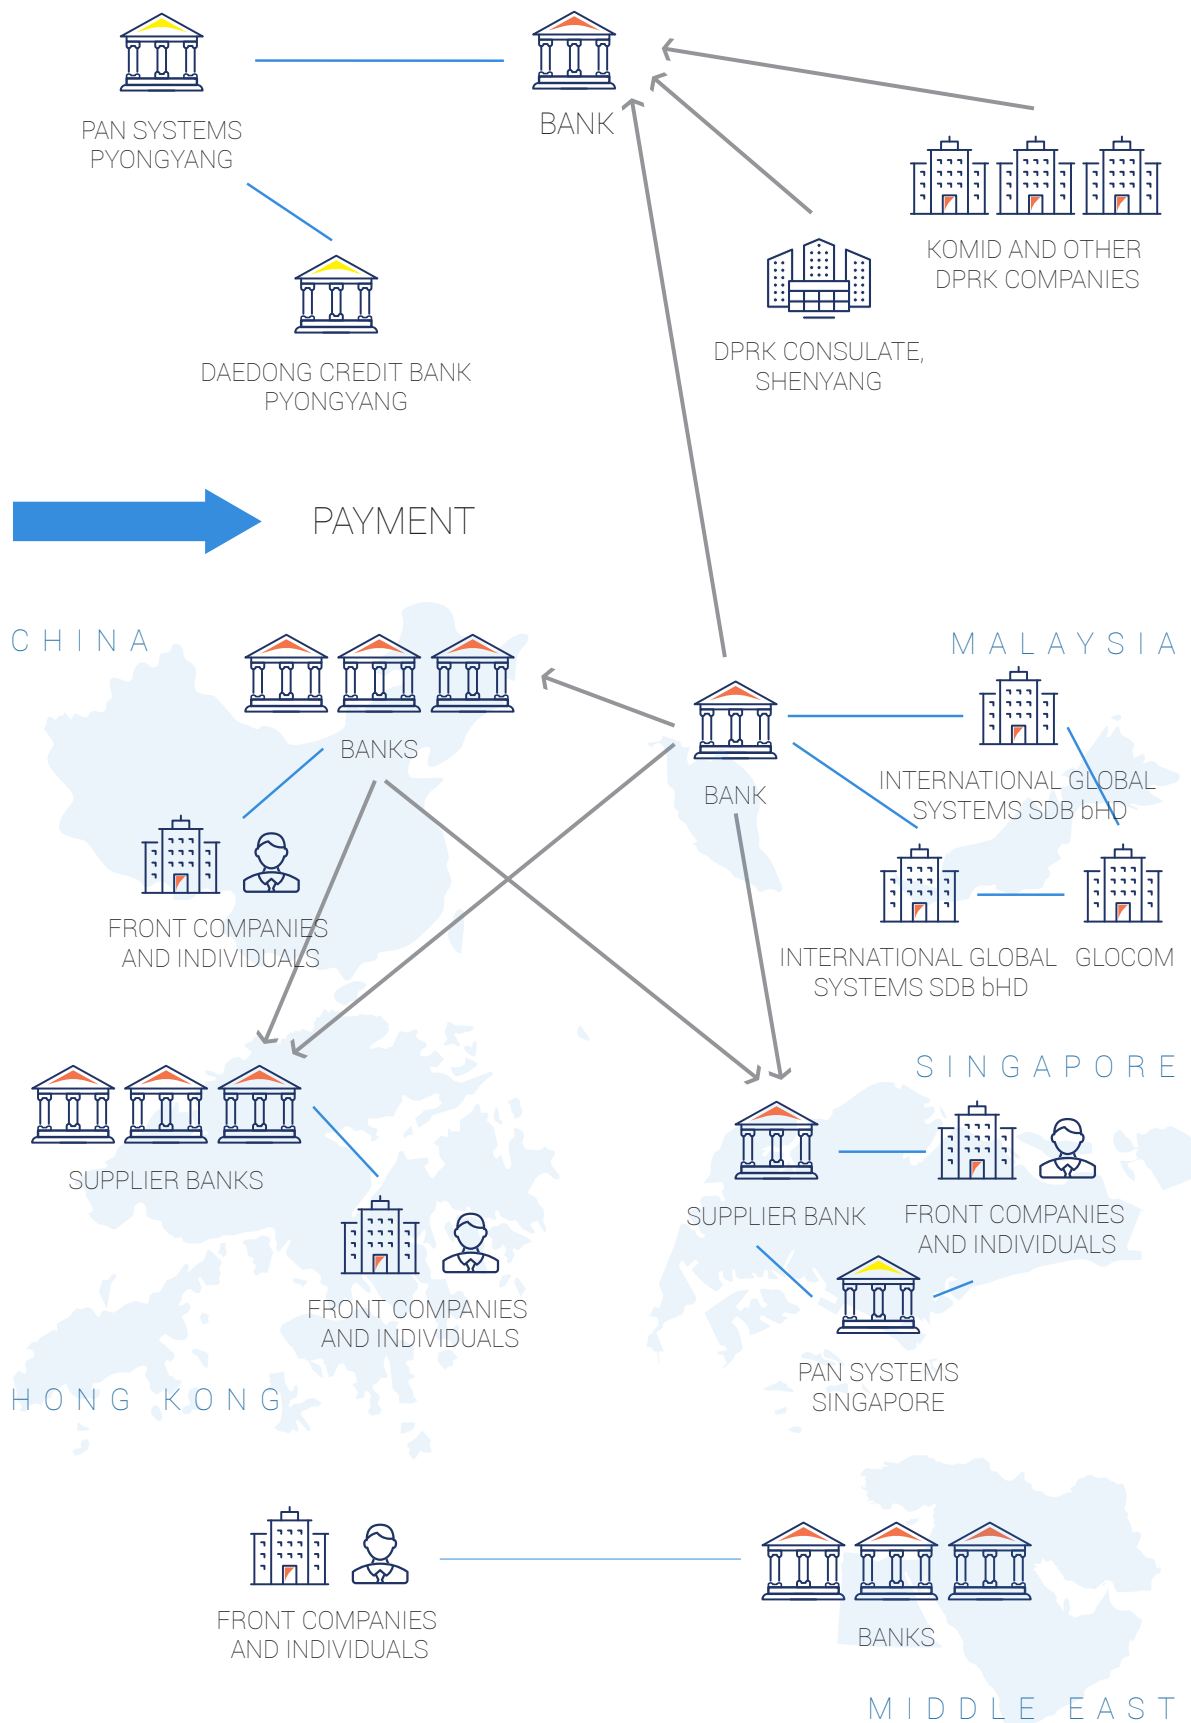 PAN SYSTEMS
PYONGYANG
BANK
KOMID AND OTHER
DPRK COMPANIES
DPRK CONSULATE,
SHENYANG
DAEDONG CREDIT BANK
PYONGYANG
PAYMENT
CHINA
MALAYSIA
BANKS
BANK
INTERNATIONAL GLOBAL
SYSTEMS SDB bHD
FRONT COMPANIES
AND INDIVIDUALS
INTERNATIONAL GLOBAL
SYSTEMS SDB bHD
GLOCOM
SINGAPORE
SUPPLIER BANKS
SUPPLIER BANK
FRONT COMPANIES
AND INDIVIDUALS
FRONT COMPANIES
AND INDIVIDUALS
PAN SYSTEMS
SINGAPORE
HONG KONG
FRONT COMPANIES
AND INDIVIDUALS
BANKS
MIDDLE EAST